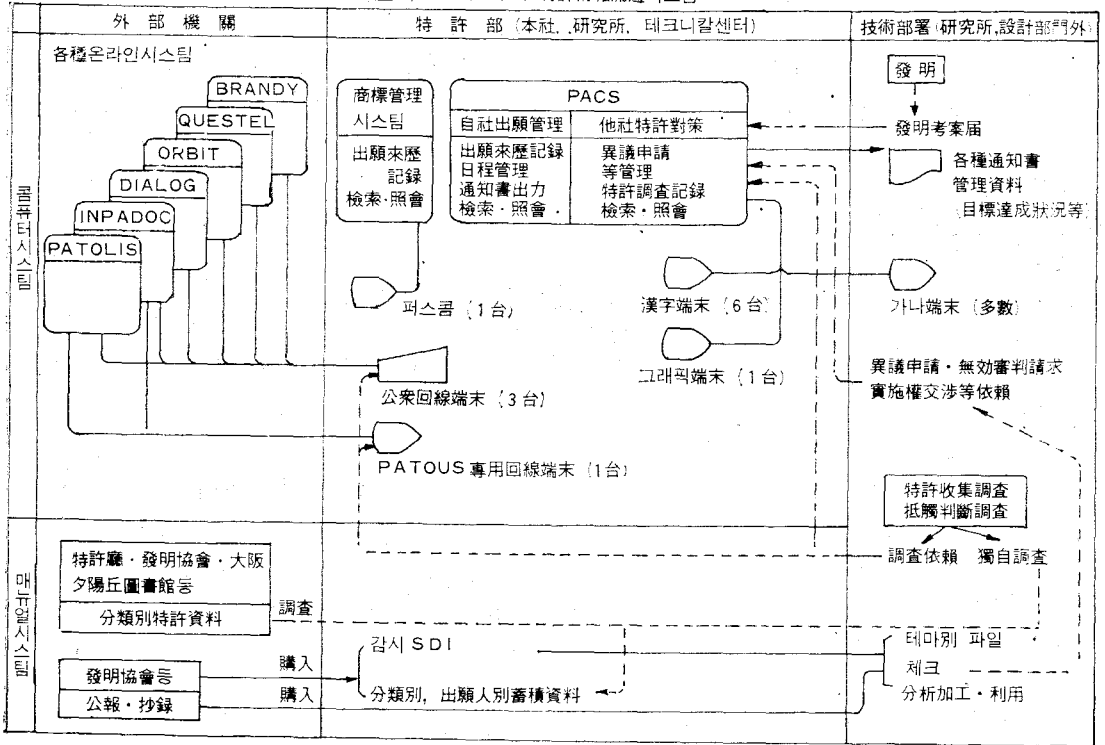 外部機關
特許部 (本社, 研究所, 테크니칼센터)
技術部署 (研究所, 設計部門外)
콤퓨터시스팀
各種온라인시스팀
BRANDY
QUESTEL
ORBIT
DIALOG
INPADOC
PATOLIS
商標管理
시스팀
出願來歷
記録
檢索·照會
PACS
自社出願管理
出願來歷記録
日程管理
通知書出力
檢索·照會
他社特許對策
異議申請
等管理
特許調査記録
檢索·照會
發明
發明考案届
各種通知書
管理資料
(目標達成狀況等)
퍼스콤 (1台)
漢字端末 (6台)
가나端末 (多數)
그래픽端末 (1台)
公衆回線端末 (3台)
PATOUS 專用回線端末 (1台)
異議申請·無効審判請求
實施權交涉等依賴
特許收集調査
抵觸判斷調査
調査依賴 獨自調査
매뉴얼시스팀
特許廳·發明協會·大阪
夕陽丘圖書館등
分類別特許資料
調査
發明協會등
公報·抄録
購入
購入
감시 SDI
分類別, 出願人別蓄積資料
테마別 파일
체크
分析加工·利用